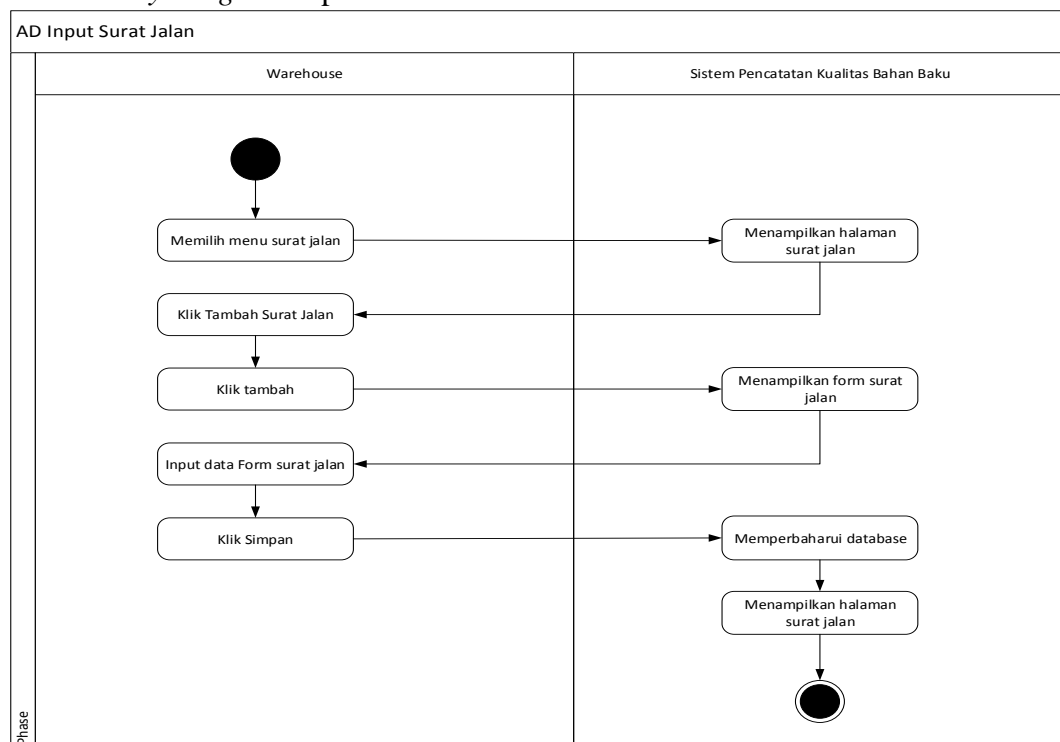 AD Input Surat Jalan
Warehouse
Sistem Pencatatan Kualitas Bahan Baku
Memilih menu surat jalan
Menampilkan halaman
surat jalan
Klik Tambah Surat Jalan
Klik tambah
Menampilkan form surat
jalan
Input data Form surat jalan
Klik Simpan
Memperbaharui database
Menampilkan halaman
surat jalan
Phase